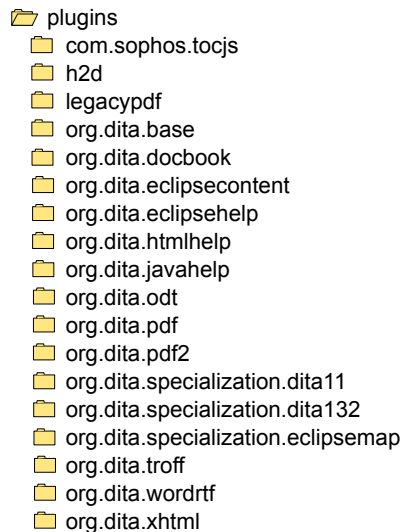 plugins
com.sophos.tocjs
h2d
legacypdf
org.dita.base
org.dita.docbook
org.dita.eclipsecontent
org.dita.eclipsehelp
org.dita.htmlhelp
org.dita.javahelp
org.dita.odt
org.dita.pdf
org.dita.pdf2
org.dita.specialization.dita11
org.dita.specialization.dita132
org.dita.specialization.eclipsemap
org.dita.troff
org.dita.wordrtf
org.dita.xhtml